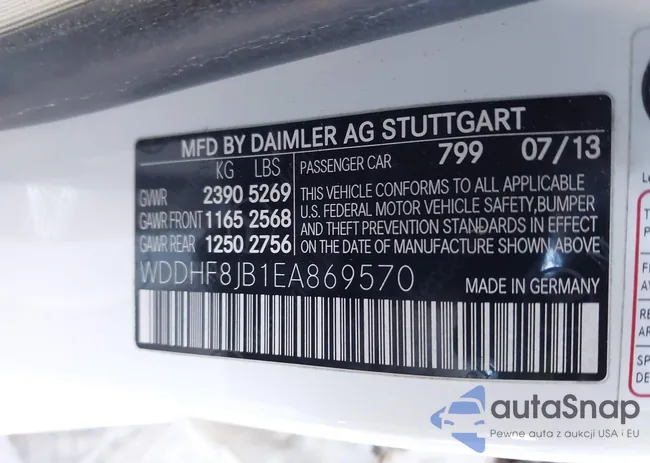 MFD BY DAIMLER AG STUTTGART
KG LBS PASSENGER CAR 799 07/13
GVWR 2390 5269
GAWR FRONT 1165 2568
GAWR REAR 1250 2756
THIS VEHICLE CONFORMS TO ALL APPLICABLE
U.S. FEDERAL MOTOR VEHICLE SAFETY,BUMPER
AND THEFT PREVENTION STANDARDS IN EFFECT
ON THE DATE OF MANUFACTURE SHOWN ABOVE
WDDHF8JB1EA869570 MADE IN GERMANY
autoSnap
Pewne auta z aukcji USA i EU